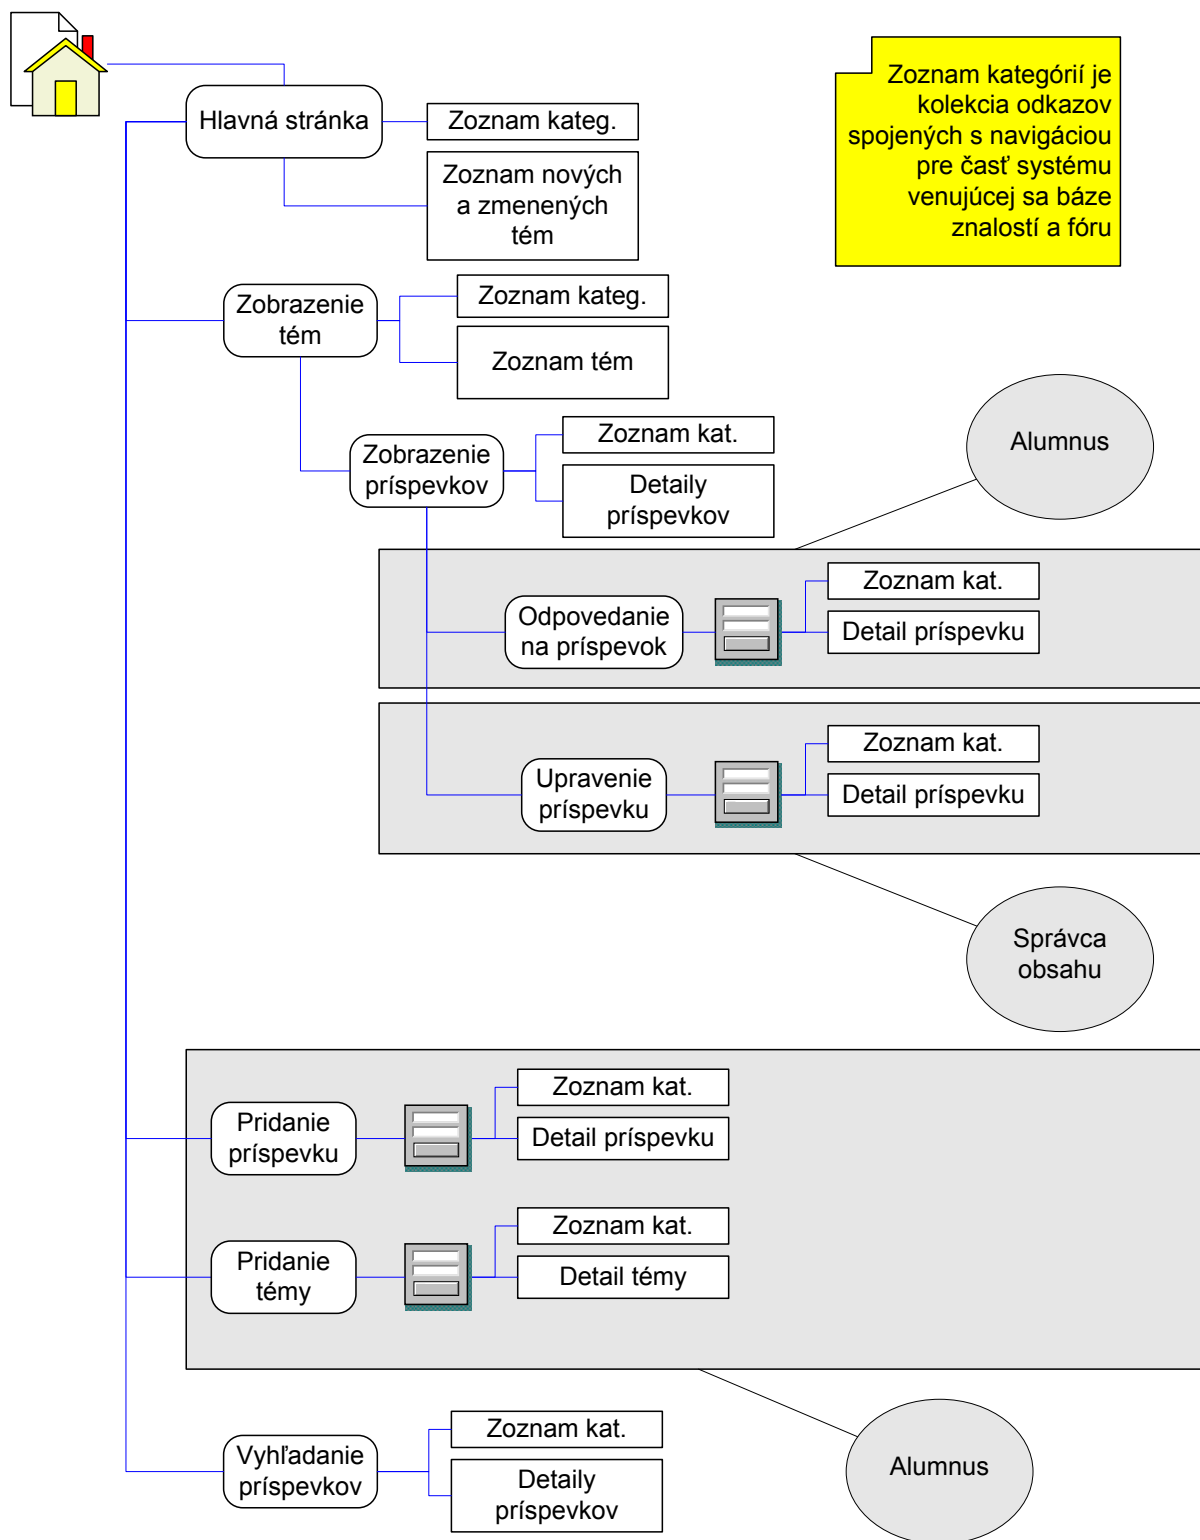 Zoznam kategórií je
kolekcia odkazov
spojených s navigáciou
pre časť systému
venujúcej sa báze
znalostí a fóru
Hlavná stránka
Zoznam kateg.
Zoznam nových
a zmenených
tém
Zobrazenie
tém
Zoznam kateg.
Zoznam tém
Zobrazenie
príspevkov
Zoznam kat.
Detaily
príspevkov
Alumnus
Odpovedanie
na príspevok
Zoznam kat.
Detail príspevku
Upravenie
príspevku
Zoznam kat.
Detail príspevku
Správca
obsahu
Pridanie
príspevku
Zoznam kat.
Detail príspevku
Pridanie
témy
Zoznam kat.
Detail témy
Vyhľadanie
príspevkov
Zoznam kat.
Detaily
príspevkov
Alumnus